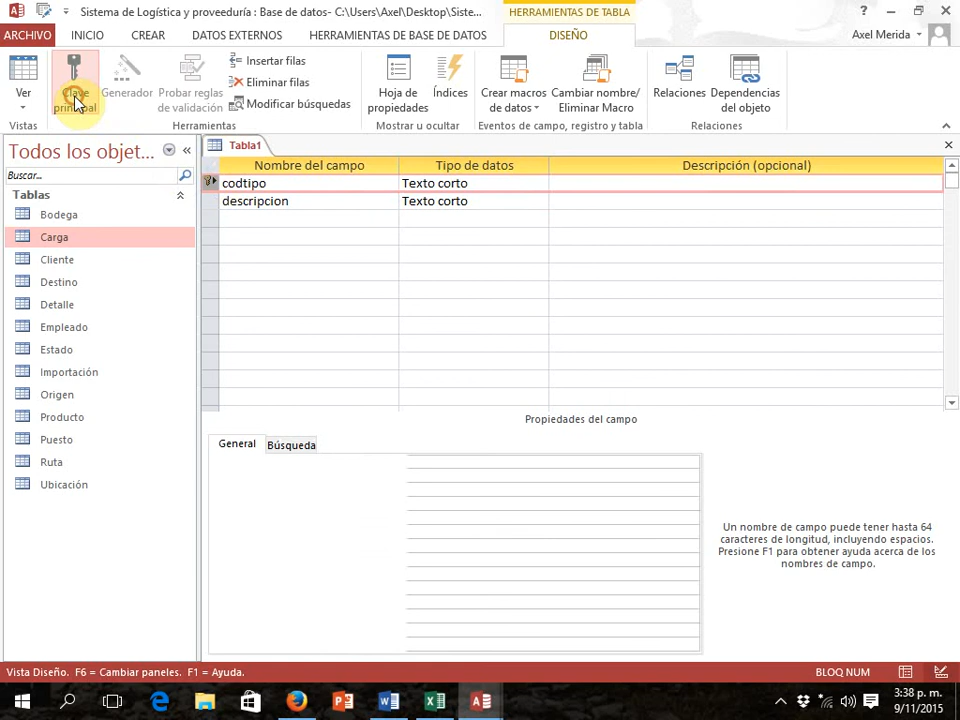 Sistema de Logística y proveeduría : Base de datos- C:\Users\Axel\Desktop\Siste...
HERRAMIENTAS DE TABLA
ARCHIVO
INICIO
CREAR
DATOS EXTERNOS
HERRAMIENTAS DE BASE DE DATOS
DISEÑO
Axel Merida
Ver
Clave principal
Generador
Probar reglas de validación
Insertar filas
Eliminar filas
Modificar búsquedas
Hoja de propiedades
Índices
Crear macros de datos
Cambiar nombre/ Eliminar Macro
Relaciones
Dependencias del objeto
Vistas
Herramientas
Mostrar u ocultar
Eventos de campo, registro y tabla
Relaciones
Todos los objet...
Buscar...
Tablas
Bodega
Carga
Cliente
Destino
Detalle
Empleado
Estado
Importación
Origen
Producto
Puesto
Ruta
Ubicación
Tabla1
Nombre del campo
Tipo de datos
Descripción (opcional)
codtipo
Texto corto
descripcion
Texto corto
Propiedades del campo
General
Búsqueda
Un nombre de campo puede tener hasta 64
caracteres de longitud, incluyendo espacios.
Presione F1 para obtener ayuda acerca de los
nombres de campo.
Vista Diseño. F6 = Cambiar paneles. F1 = Ayuda.
BLOQ NUM
3:38 p. m.
9/11/2015